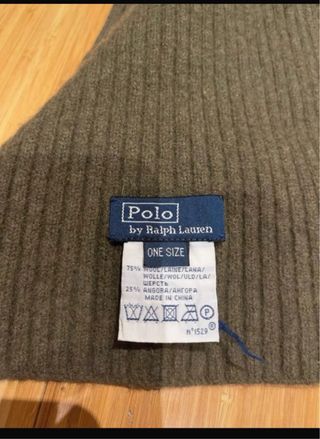 Polo
by Ralph Lauren
ONE SIZE
75% WOOL/LAINE/LANA/
WOLLE/WOL/ULD/LA/
ШЕРСТЬ
25% ANGORA/АНГОРА
MADE IN CHINA
P
N°1529®